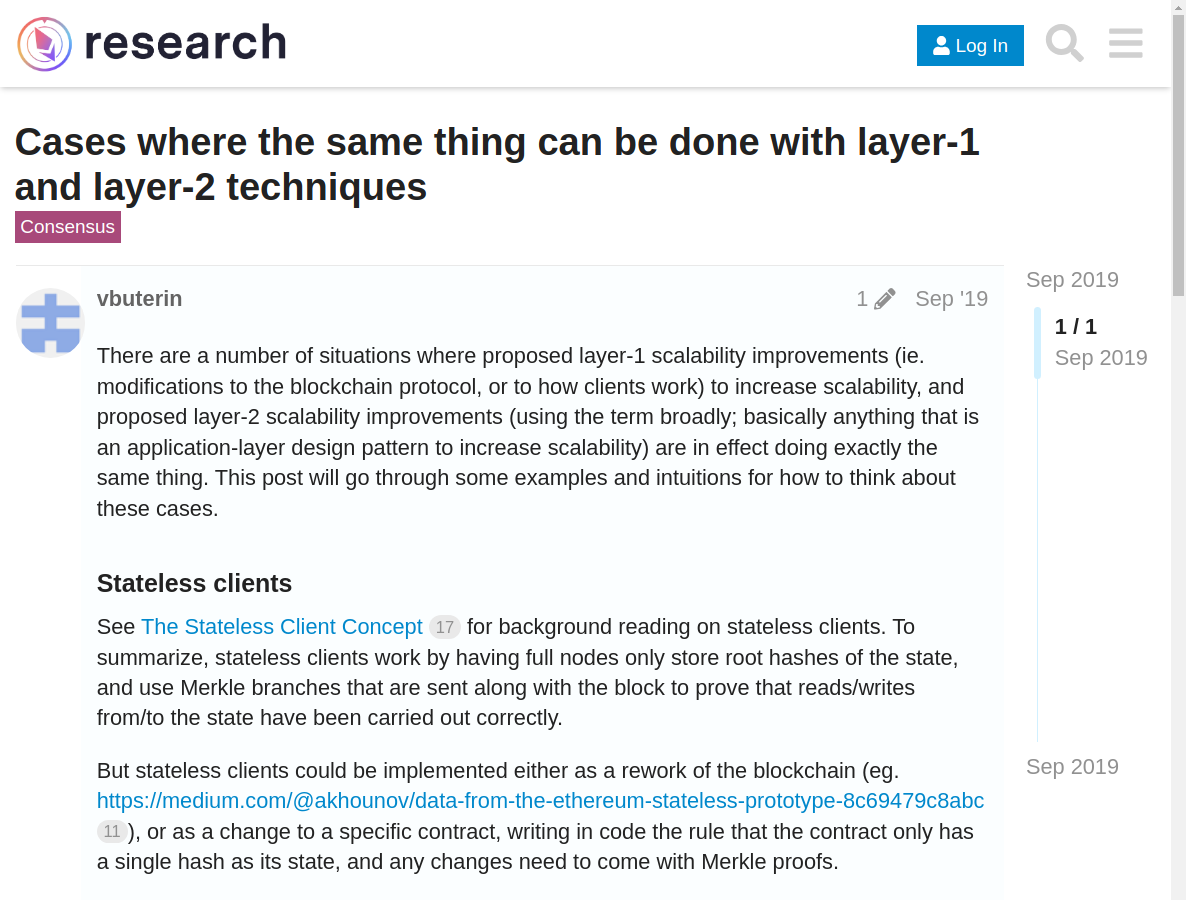 research
Log In
Cases where the same thing can be done with layer-1
and layer-2 techniques
Consensus
vbuterin
1
Sep '19
There are a number of situations where proposed layer-1 scalability improvements (ie.
modifications to the blockchain protocol, or to how clients work) to increase scalability, and
proposed layer-2 scalability improvements (using the term broadly; basically anything that is
an application-layer design pattern to increase scalability) are in effect doing exactly the
same thing. This post will go through some examples and intuitions for how to think about
these cases.
Stateless clients
See The Stateless Client Concept 17 for background reading on stateless clients. To
summarize, stateless clients work by having full nodes only store root hashes of the state,
and use Merkle branches that are sent along with the block to prove that reads/writes
from/to the state have been carried out correctly.
But stateless clients could be implemented either as a rework of the blockchain (eg.
https://medium.com/@akhounov/data-from-the-ethereum-stateless-prototype-8c69479c8abc
11 ), or as a change to a specific contract, writing in code the rule that the contract only has
a single hash as its state, and any changes need to come with Merkle proofs.
Sep 2019
1 / 1
Sep 2019
Sep 2019